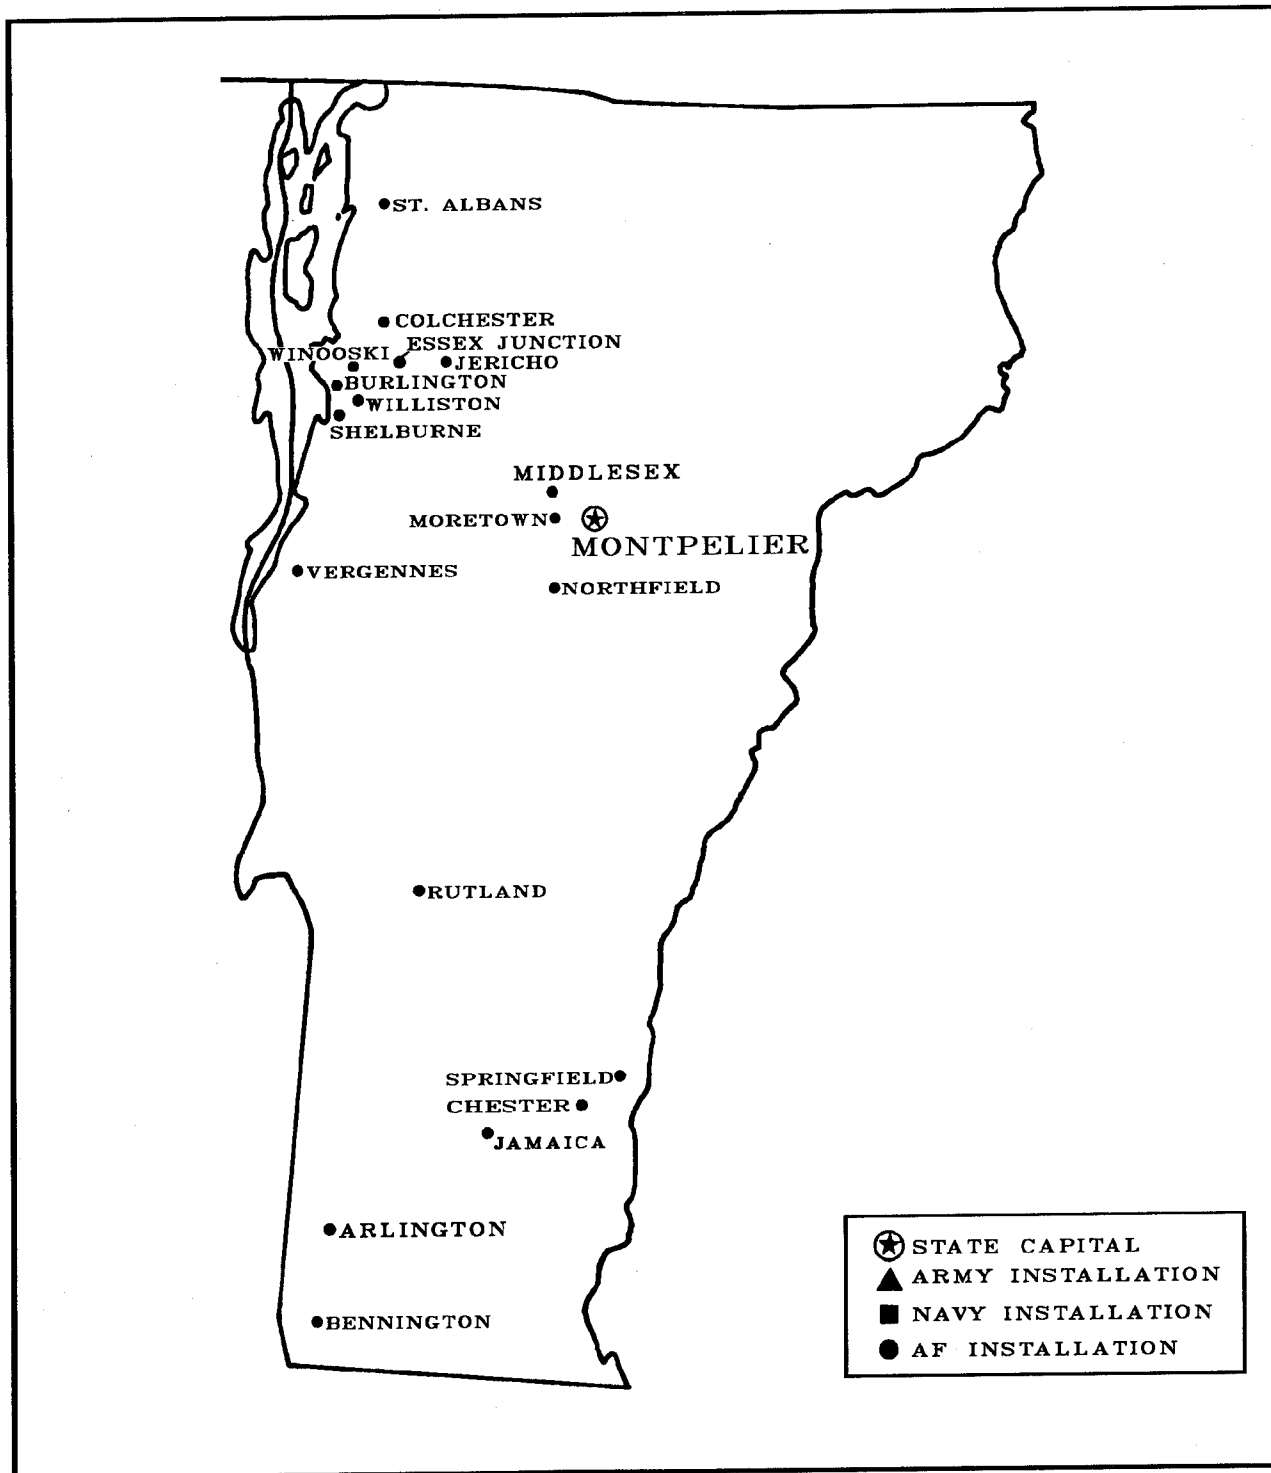 ST. ALBANS
COLCHESTER
ESSEX JUNCTION
WINOOSKI
JERICHO
BURLINGTON
WILLISTON
SHELBURNE
MIDDLESEX
MORETOWN
MONTPELIER
VERGENNES
NORTHFIELD
RUTLAND
SPRINGFIELD
CHESTER
JAMAICA
ARLINGTON
BENNINGTON
STATE CAPITAL
ARMY INSTALLATION
NAVY INSTALLATION
AF INSTALLATION